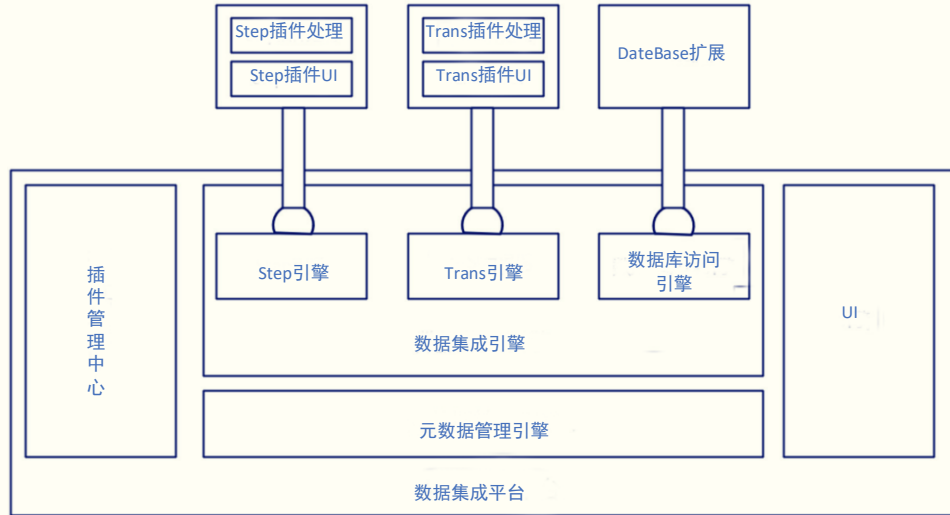 Step插件处理
Step插件UI
Trans插件处理
Trans插件UI
DateBase扩展
插件管理中心
Step引擎
Trans引擎
数据库访问
引擎
数据集成引擎
UI
元数据管理引擎
数据集成平台